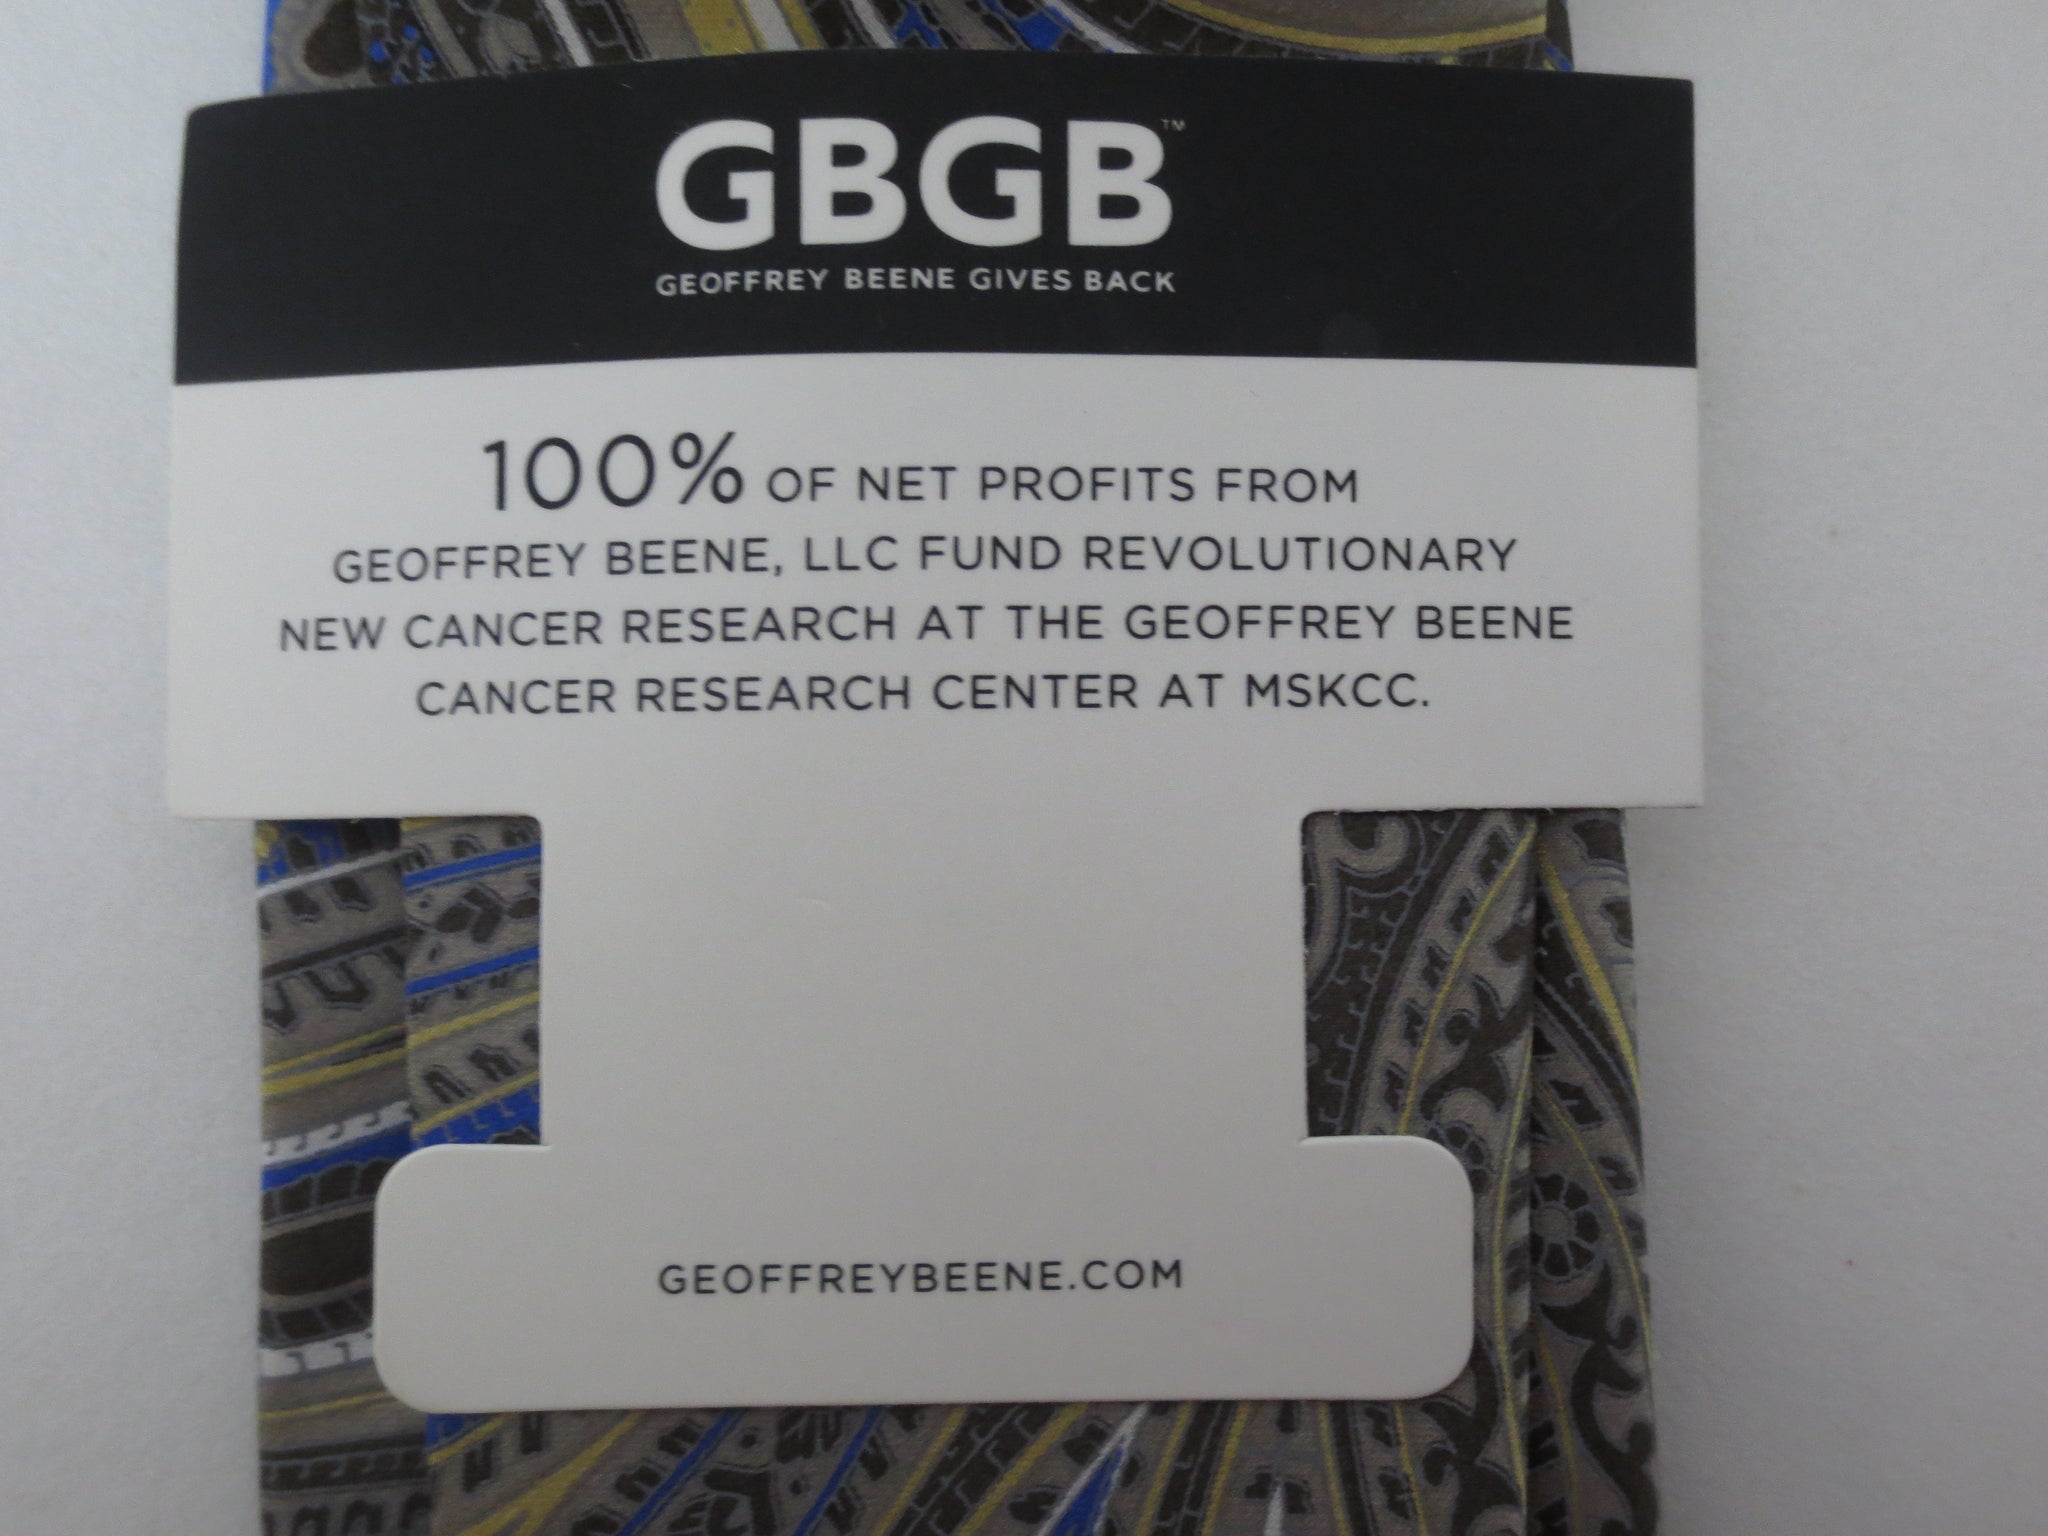 GBGB™
GEOFFREY BEENE GIVES BACK
100% OF NET PROFITS FROM
GEOFFREY BEENE, LLC FUND REVOLUTIONARY
NEW CANCER RESEARCH AT THE GEOFFREY BEENE
CANCER RESEARCH CENTER AT MSKCC.
GEOFFREYBEENE.COM